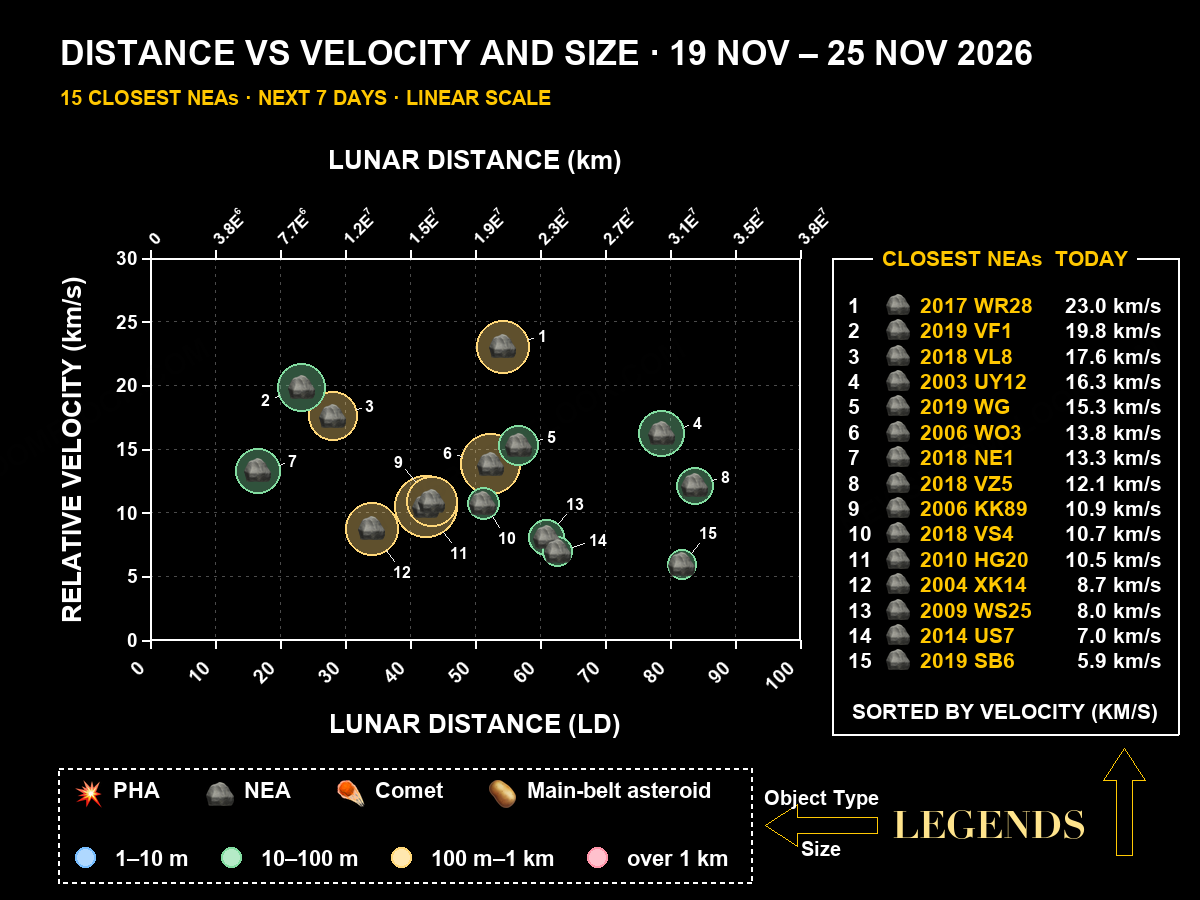 DISTANCE VS VELOCITY AND SIZE · 19 NOV – 25 NOV 2026
15 CLOSEST NEAs · NEXT 7 DAYS · LINEAR SCALE
LUNAR DISTANCE (km)
0 3.8E⁶ 7.7E⁶ 1.2E⁷ 1.5E⁷ 1.9E⁷ 2.3E⁷ 2.7E⁷ 3.1E⁷ 3.5E⁷ 3.8E⁷
RELATIVE VELOCITY (km/s)
30
25
20
15
10
5
0
1
2
3
4
5
6
7
8
9
10
11
12
13
14
15
0 10 20 30 40 50 60 70 80 90 100
LUNAR DISTANCE (LD)
CLOSEST NEAs TODAY
1 2017 WR28 23.0 km/s
2 2019 VF1 19.8 km/s
3 2018 VL8 17.6 km/s
4 2003 UY12 16.3 km/s
5 2019 WG 15.3 km/s
6 2006 WO3 13.8 km/s
7 2018 NE1 13.3 km/s
8 2018 VZ5 12.1 km/s
9 2006 KK89 10.9 km/s
10 2018 VS4 10.7 km/s
11 2010 HG20 10.5 km/s
12 2004 XK14 8.7 km/s
13 2009 WS25 8.0 km/s
14 2014 US7 7.0 km/s
15 2019 SB6 5.9 km/s
SORTED BY VELOCITY (KM/S)
PHA NEA Comet Main-belt asteroid
1–10 m 10–100 m 100 m–1 km over 1 km
Object Type
LEGENDS
Size